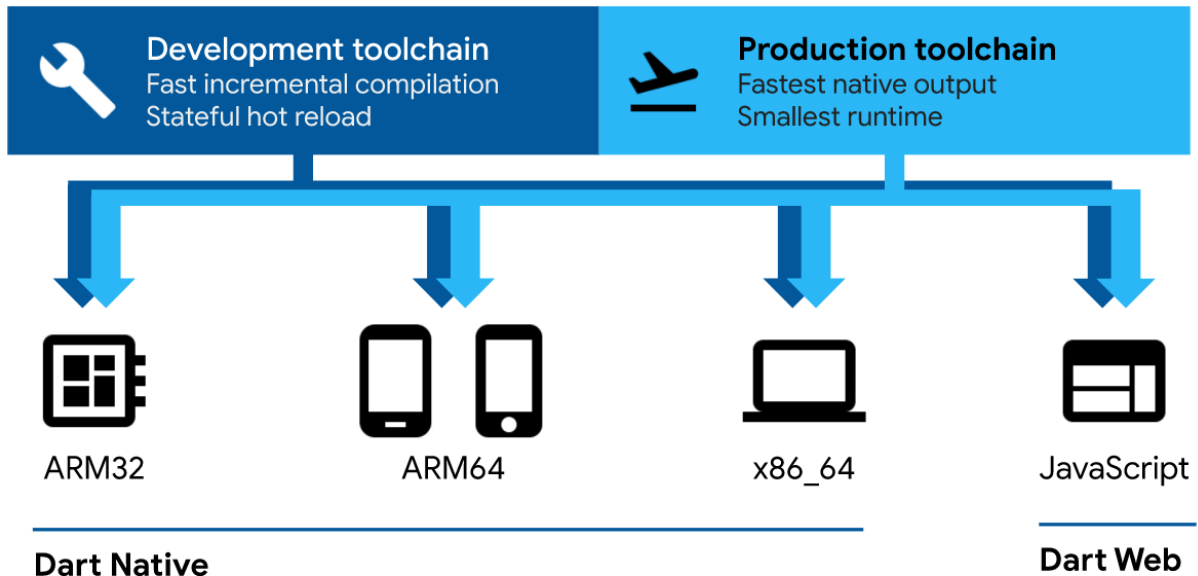 Development toolchain
Fast incremental compilation
Stateful hot reload
Production toolchain
Fastest native output
Smallest runtime
ARM32
ARM64
x86_64
JavaScript
Dart Native
Dart Web